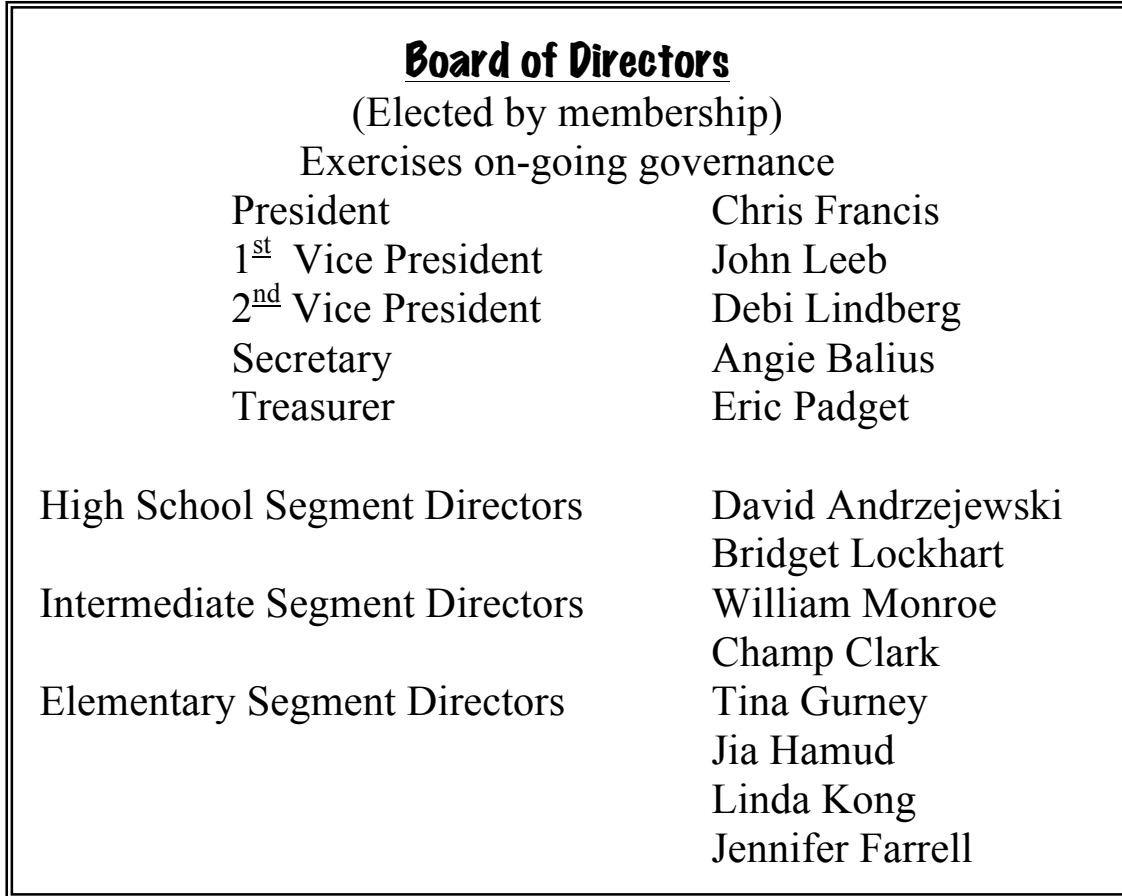 Board of Directors
(Elected by membership)
Exercises on-going governance
President Chris Francis
1st Vice President John Leeb
2nd Vice President Debi Lindberg
Secretary Angie Balius
Treasurer Eric Padget
High School Segment Directors David Andrzejewski
Bridget Lockhart
Intermediate Segment Directors William Monroe
Champ Clark
Elementary Segment Directors Tina Gurney
Jia Hamud
Linda Kong
Jennifer Farrell